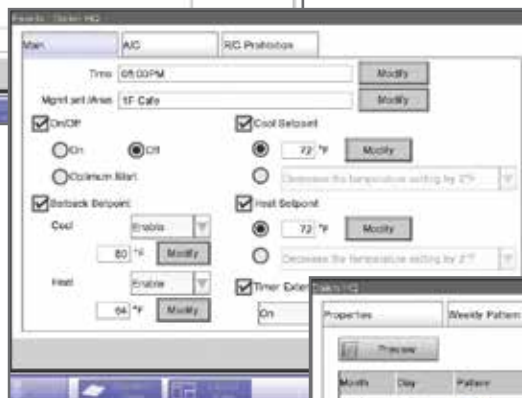 Main A/C R/C Prohibition
Time 05:00PM Modify
Mgmt pnt /Area 1F Cafe Modify
On/Off Cool Setpoint
On Off 72 °F Modify
Optimum Start Decrease the temperature setting by 2°F
Setback Setpoint Heat Setpoint
Cool Enable 72 °F Modify
80 °F Modify Decrease the temperature setting by 2°F
Heat Enable Timer Exten
64 °F Modify On
Properties Weekly Pattern
Preview
Month Day Pattern